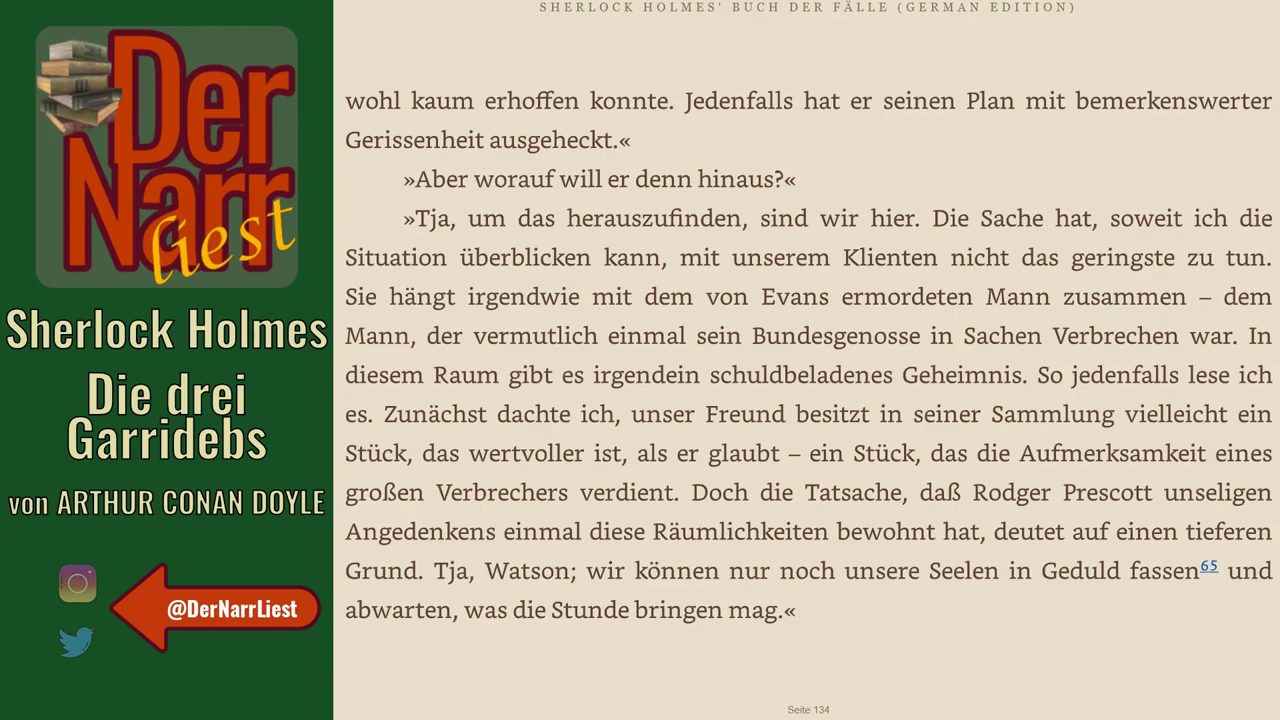 Der
Narr
liest
Sherlock Holmes
Die drei
Garridebs
von ARTHUR CONAN DOYLE
@DerNarrLiest
SHERLOCK HOLMES' BUCH DER FÄLLE (GERMAN EDITION)
wohl kaum erhoffen konnte. Jedenfalls hat er seinen Plan mit bemerkenswerter
Gerissenheit ausgeheckt.«
»Aber worauf will er denn hinaus?«
»Tja, um das herauszufinden, sind wir hier. Die Sache hat, soweit ich die
Situation überblicken kann, mit unserem Klienten nicht das geringste zu tun.
Sie hängt irgendwie mit dem von Evans ermordeten Mann zusammen – dem
Mann, der vermutlich einmal sein Bundesgenosse in Sachen Verbrechen war. In
diesem Raum gibt es irgendein schuldbeladenes Geheimnis. So jedenfalls lese ich
es. Zunächst dachte ich, unser Freund besitzt in seiner Sammlung vielleicht ein
Stück, das wertvoller ist, als er glaubt – ein Stück, das die Aufmerksamkeit eines
großen Verbrechers verdient. Doch die Tatsache, daß Rodger Prescott unseligen
Angedenkens einmal diese Räumlichkeiten bewohnt hat, deutet auf einen tieferen
Grund. Tja, Watson; wir können nur noch unsere Seelen in Geduld fassen65 und
abwarten, was die Stunde bringen mag.«
Seite 134